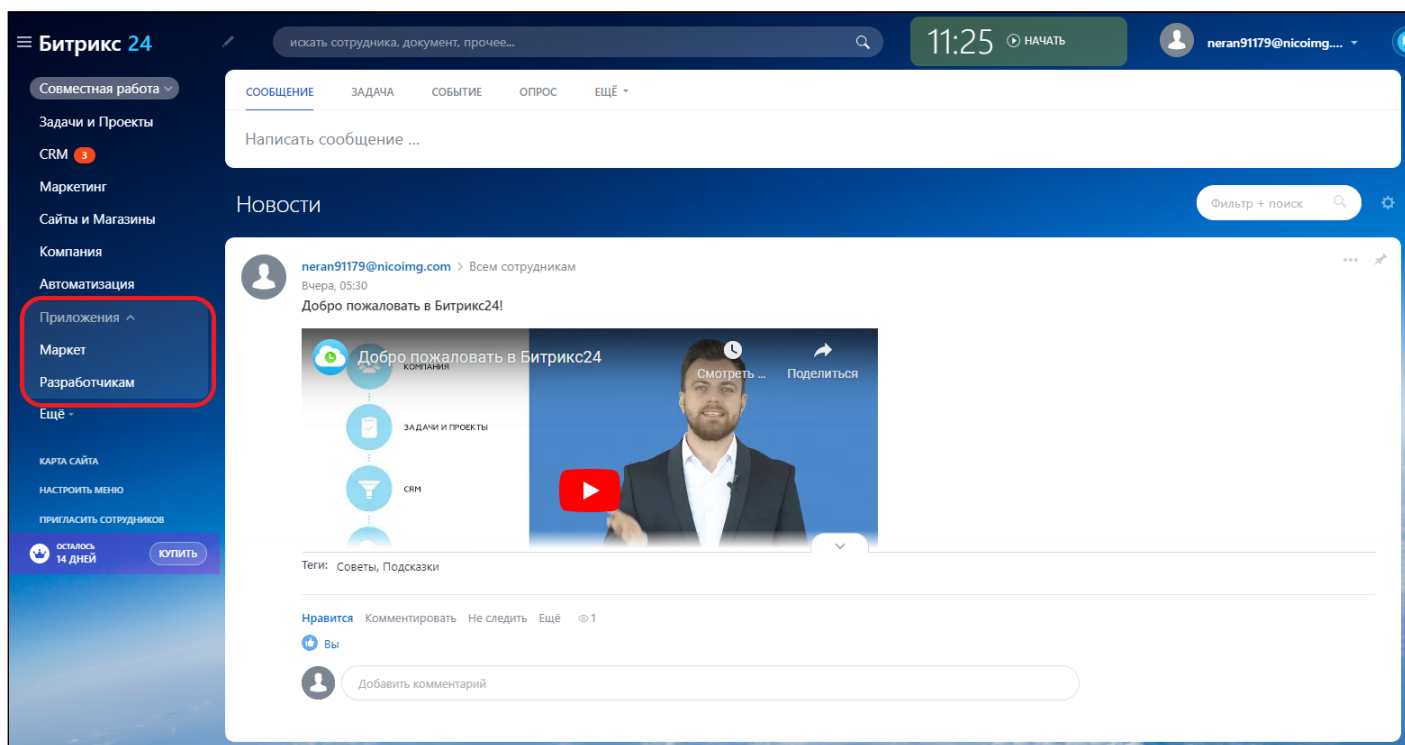 Битрикс 24
искать сотрудника, документ, прочее...
11:25 НАЧАТЬ
neran91179@nicoimg....
Совместная работа
Задачи и Проекты
CRM 3
Маркетинг
Сайты и Магазины
Компания
Автоматизация
Приложения
Маркет
Разработчикам
Ещё
КАРТА САЙТА
НАСТРОИТЬ МЕНЮ
ПРИГЛАСИТЬ СОТРУДНИКОВ
ОСТАЛОСЬ
14 ДНЕЙ
КУПИТЬ
СООБЩЕНИЕ ЗАДАЧА СОБЫТИЕ ОПРОС ЕЩЁ
Написать сообщение ...
Новости
Фильтр + поиск
neran91179@nicoimg.com > Всем сотрудникам
Вчера, 05:30
Добро пожаловать в Битрикс24!
Добро пожаловать в Битрикс24
Смотреть ... Поделиться
КОМПАНИЯ
ЗАДАЧИ И ПРОЕКТЫ
CRM
Теги: Советы, Подсказки
Нравится Комментировать Не следить Ещё 1
Вы
Добавить комментарий